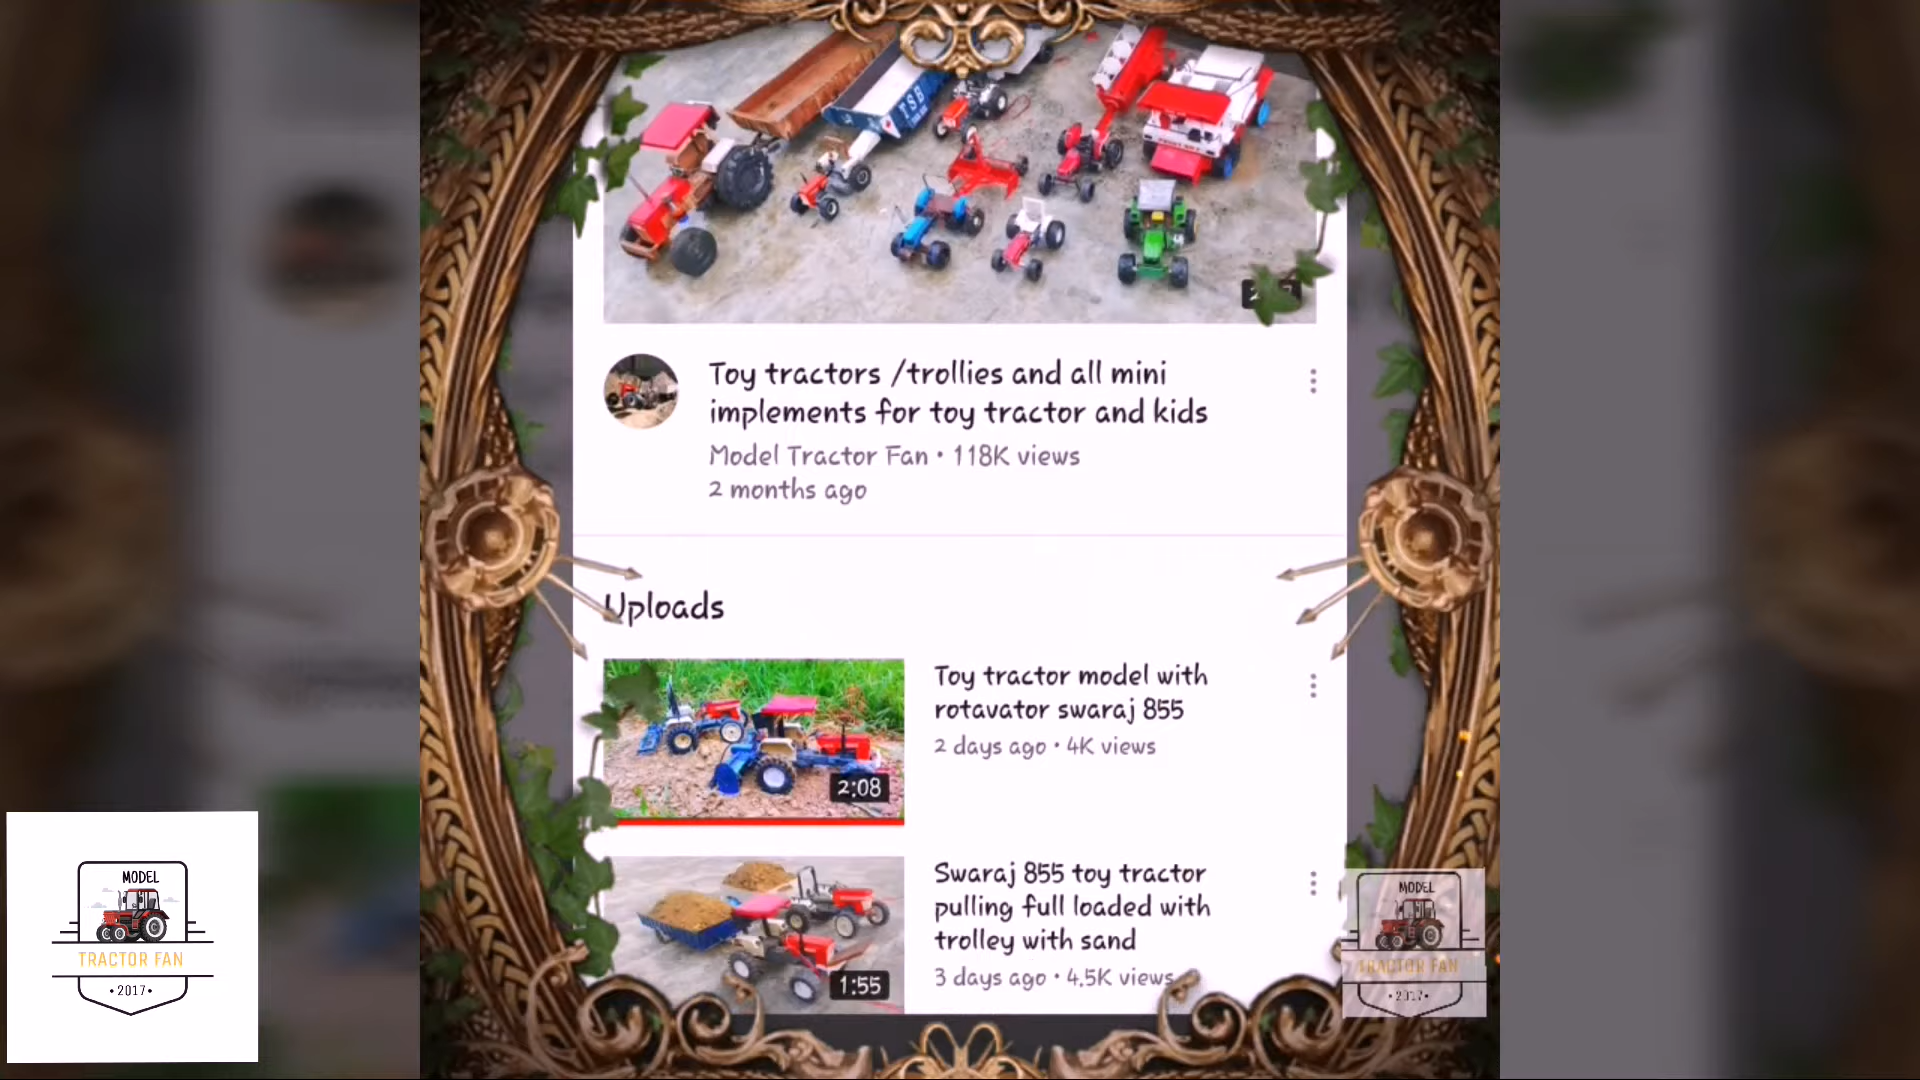 FSB
Toy tractors /trollies and all mini
implements for toy tractor and kids
Model Tractor Fan • 118K views
2 months ago
Uploads
Toy tractor model with
rotavator swaraj 855
2 days ago • 4K views
2:08
Swaraj 855 toy tractor
pulling full loaded with
trolley with sand
3 days ago • 4.5K views
1:55
MODEL
TRACTOR FAN
•2017•
MODEL
TRACTOR FAN
•2017•